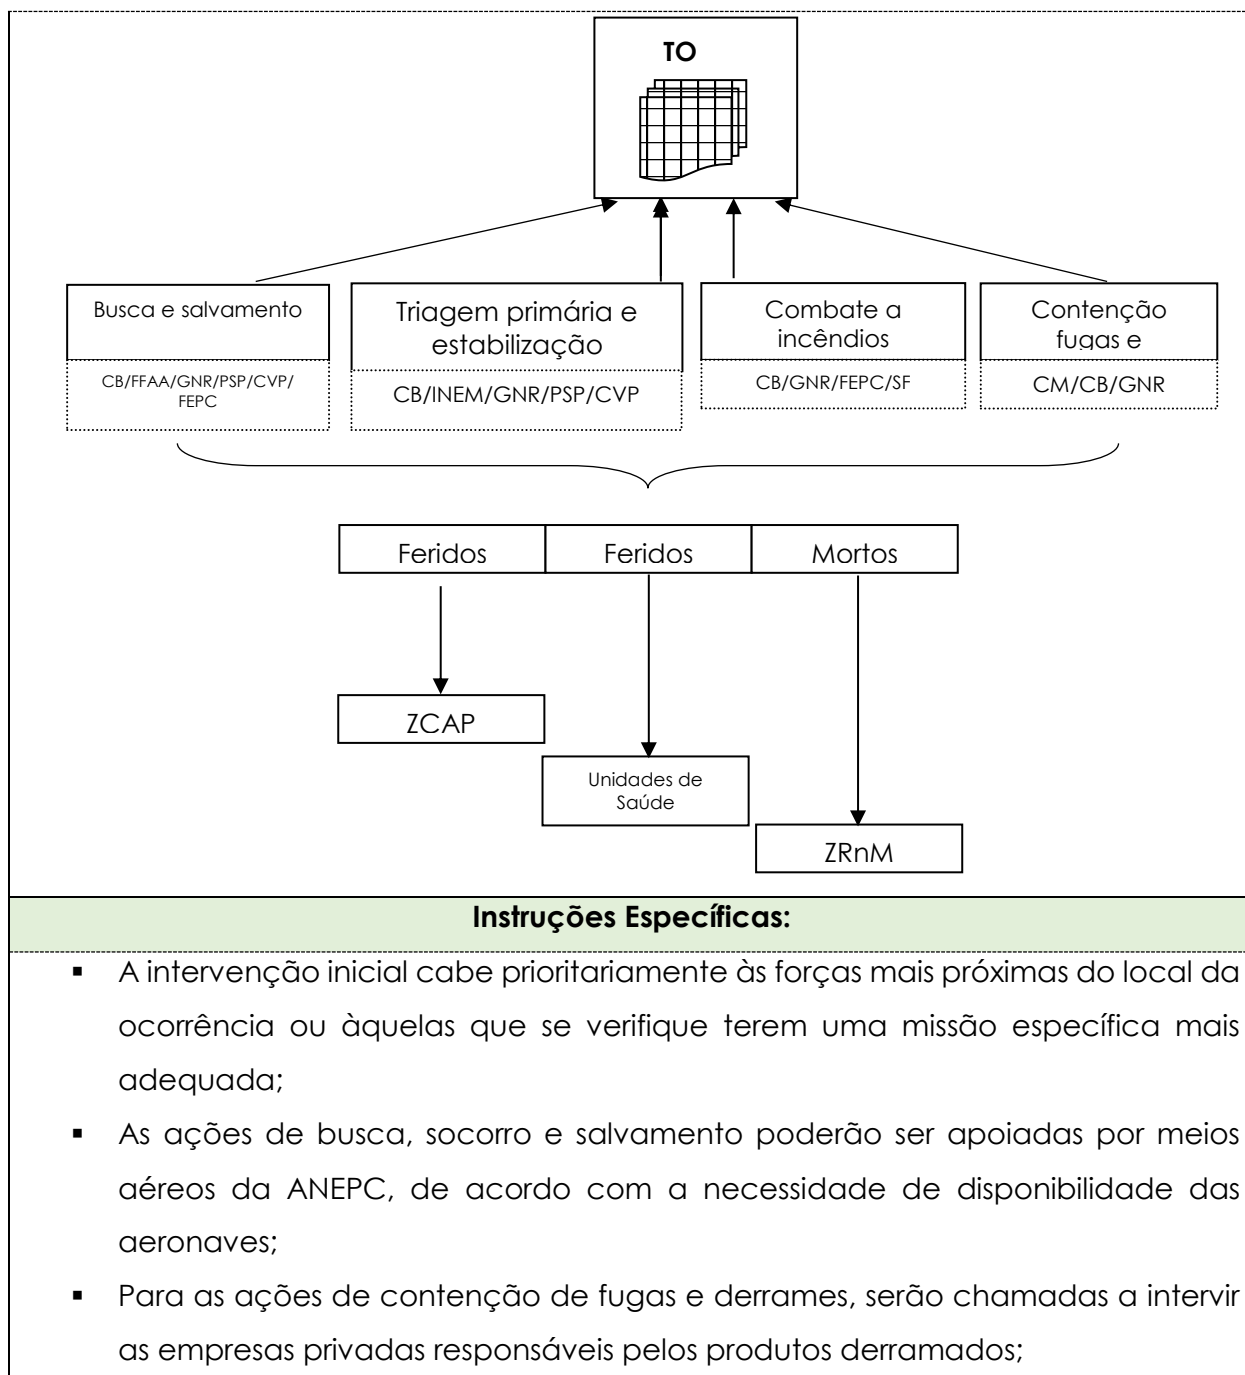 TO
Busca e salvamento
CB/FFAA/GNR/PSP/CVP/
FEPC
Triagem primária e
estabilização
CB/INEM/GNR/PSP/CVP
Combate a
incêndios
CB/GNR/FEPC/SF
Contenção
fugas e
CM/CB/GNR
Feridos
Feridos
Mortos
ZCAP
Unidades de
Saúde
ZRnM
Instruções Específicas:
▪ A intervenção inicial cabe prioritariamente às forças mais próximas do local da
ocorrência ou àquelas que se verifique terem uma missão específica mais
adequada;
▪ As ações de busca, socorro e salvamento poderão ser apoiadas por meios
aéreos da ANEPC, de acordo com a necessidade de disponibilidade das
aeronaves;
▪ Para as ações de contenção de fugas e derrames, serão chamadas a intervir
as empresas privadas responsáveis pelos produtos derramados;